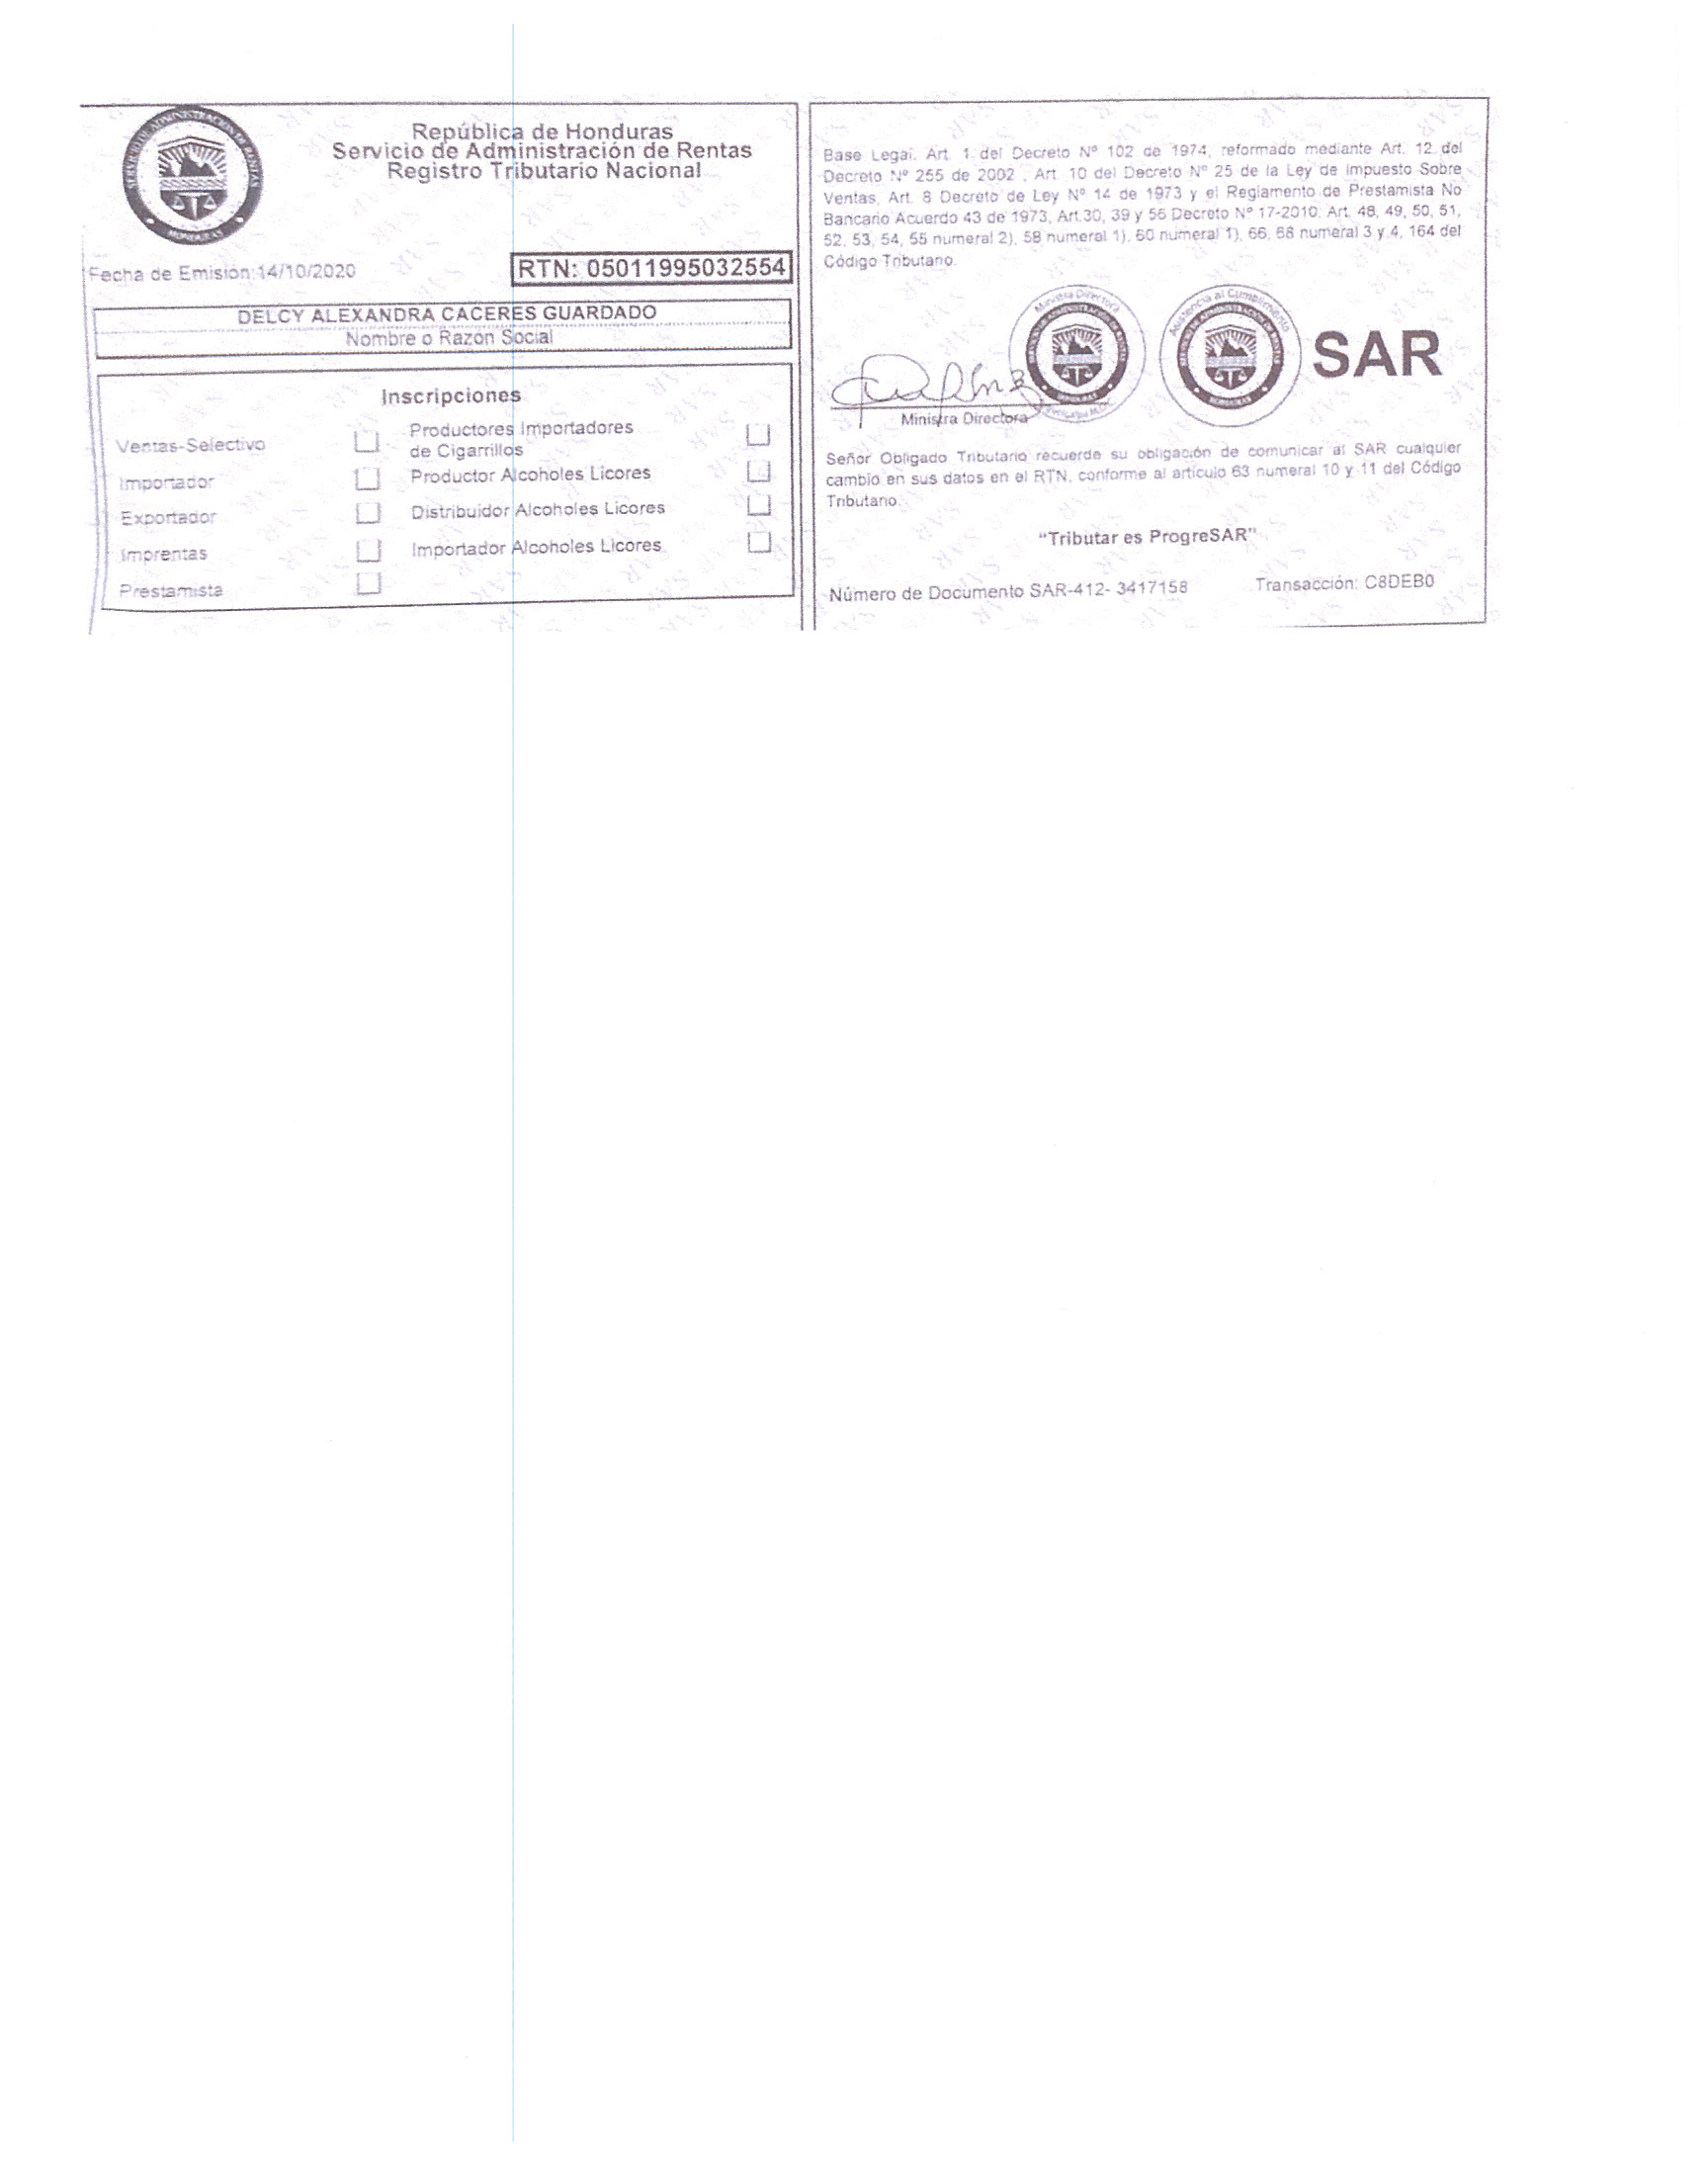 República de Honduras
Servicio de Administración de Rentas
Registro Tributario Nacional
Fecha de Emisión:14/10/2020
RTN: 05011995032554
DELCY ALEXANDRA CACERES GUARDADO
Nombre o Razón Social
Inscripciones
Ventas-Selectivo
Importador
Exportador
Imprentas
Prestamista
Productores Importadores
de Cigarrillos
Productor Alcoholes Licores
Distribuidor Alcoholes Licores
Importador Alcoholes Licores
Base Legal. Art. 1 del Decreto Nº 102 de 1974, reformado mediante Art. 12 del
Decreto Nº 255 de 2002 , Art. 10 del Decreto Nº 25 de la Ley de Impuesto Sobre
Ventas, Art. 8 Decreto de Ley Nº 14 de 1973 y el Reglamento de Prestamista No
Bancario Acuerdo 43 de 1973, Art.30, 39 y 56 Decreto Nº 17-2010, Art. 48, 49, 50, 51,
52, 53, 54, 55 numeral 2), 58 numeral 1), 60 numeral 1), 66, 68 numeral 3 y 4, 164 del
Código Tributario.
Ministra Directora
Asistencia al Cumplimiento
SAR
Ministra Directora
Señor Obligado Tributario recuerde su obligación de comunicar al SAR cualquier
cambio en sus datos en el RTN, conforme al artículo 63 numeral 10 y 11 del Código
Tributario.
“Tributar es ProgreSAR”
Número de Documento SAR-412- 3417158
Transacción: C8DEB0